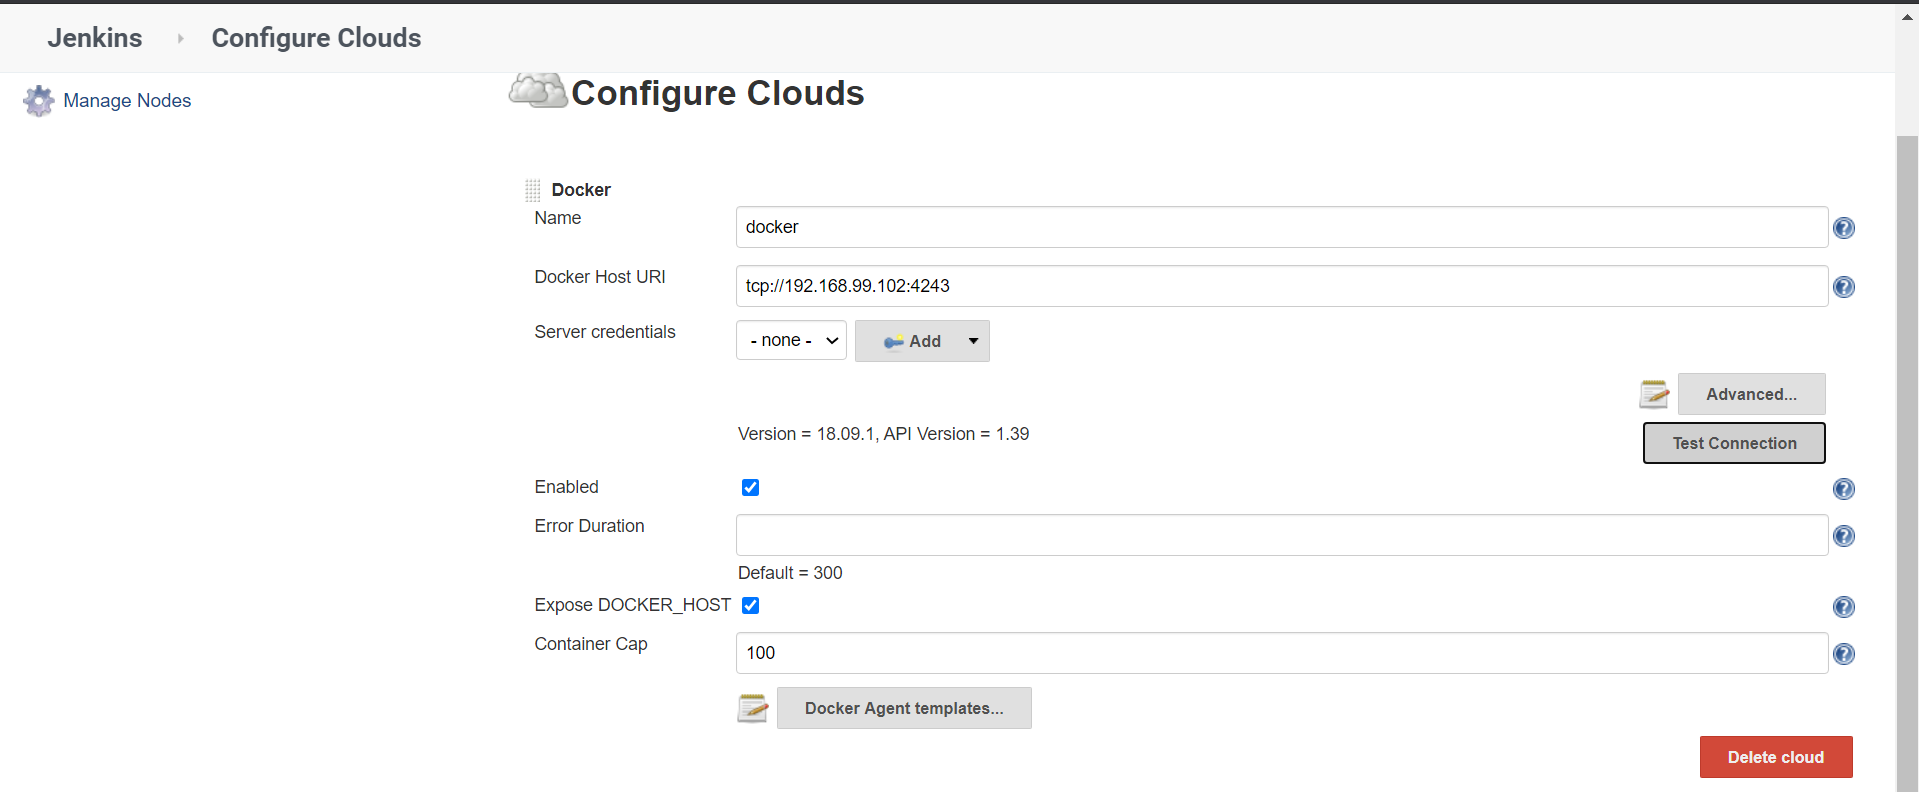 Jenkins
Configure Clouds
Manage Nodes
Configure Clouds
Docker
Name
docker
Docker Host URI
tcp://192.168.99.102:4243
Server credentials
- none -
Add
Advanced...
Version = 18.09.1, API Version = 1.39
Test Connection
Enabled
Error Duration
Default = 300
Expose DOCKER_HOST
Container Cap
100
Docker Agent templates...
Delete cloud